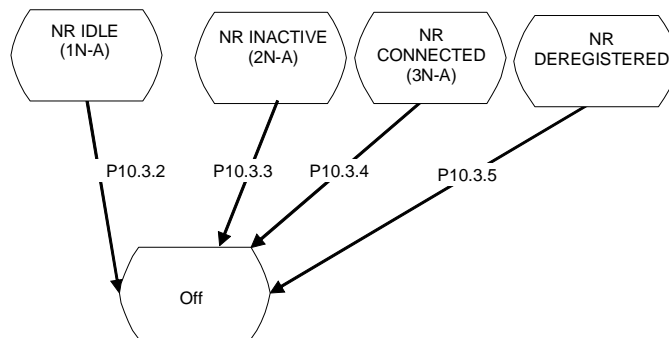 NR IDLE
(1N-A)
NR INACTIVE
(2N-A)
NR
CONNECTED
(3N-A)
NR
DEREGISTERED
P10.3.2
P10.3.3
P10.3.4
P10.3.5
Off